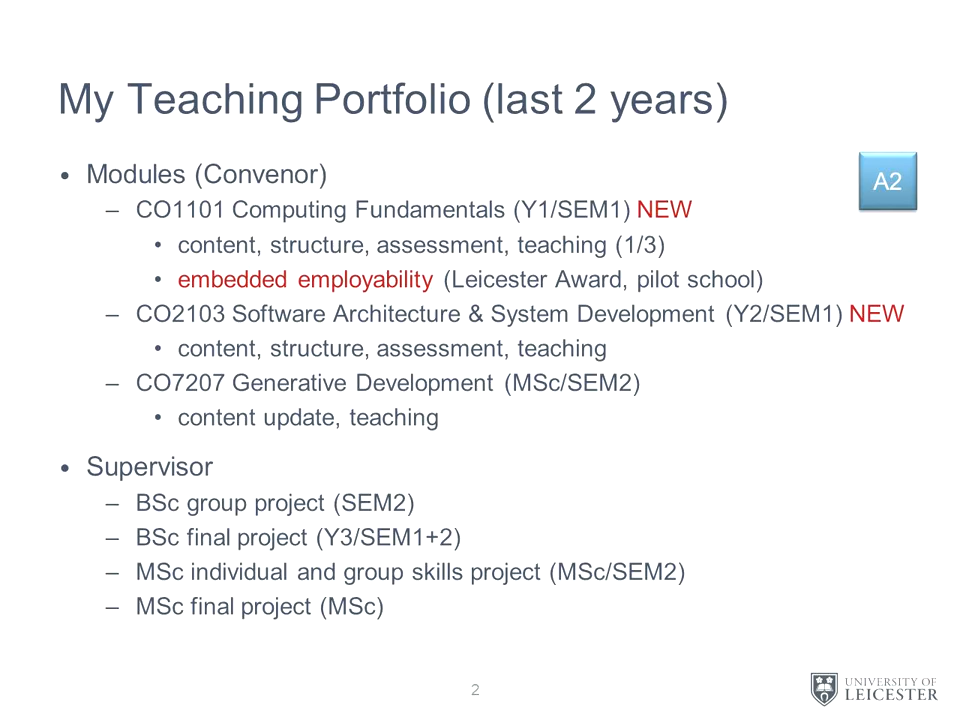 My Teaching Portfolio (last 2 years)
• Modules (Convenor)
A2
– CO1101 Computing Fundamentals (Y1/SEM1) NEW
• content, structure, assessment, teaching (1/3)
• embedded employability (Leicester Award, pilot school)
– CO2103 Software Architecture & System Development (Y2/SEM1) NEW
• content, structure, assessment, teaching
– CO7207 Generative Development (MSc/SEM2)
• content update, teaching
• Supervisor
– BSc group project (SEM2)
– BSc final project (Y3/SEM1+2)
– MSc individual and group skills project (MSc/SEM2)
– MSc final project (MSc)
2
UNIVERSITY OF
LEICESTER